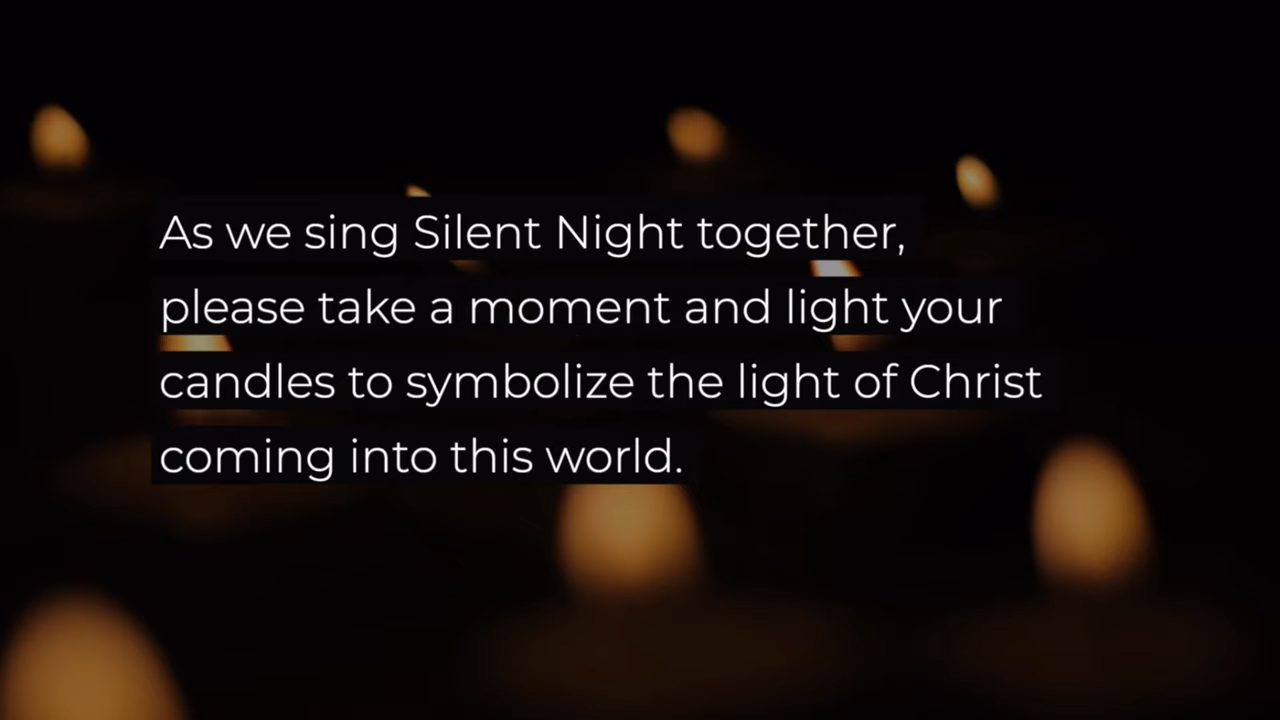 As we sing Silent Night together,
please take a moment and light your
candles to symbolize the light of Christ
coming into this world.